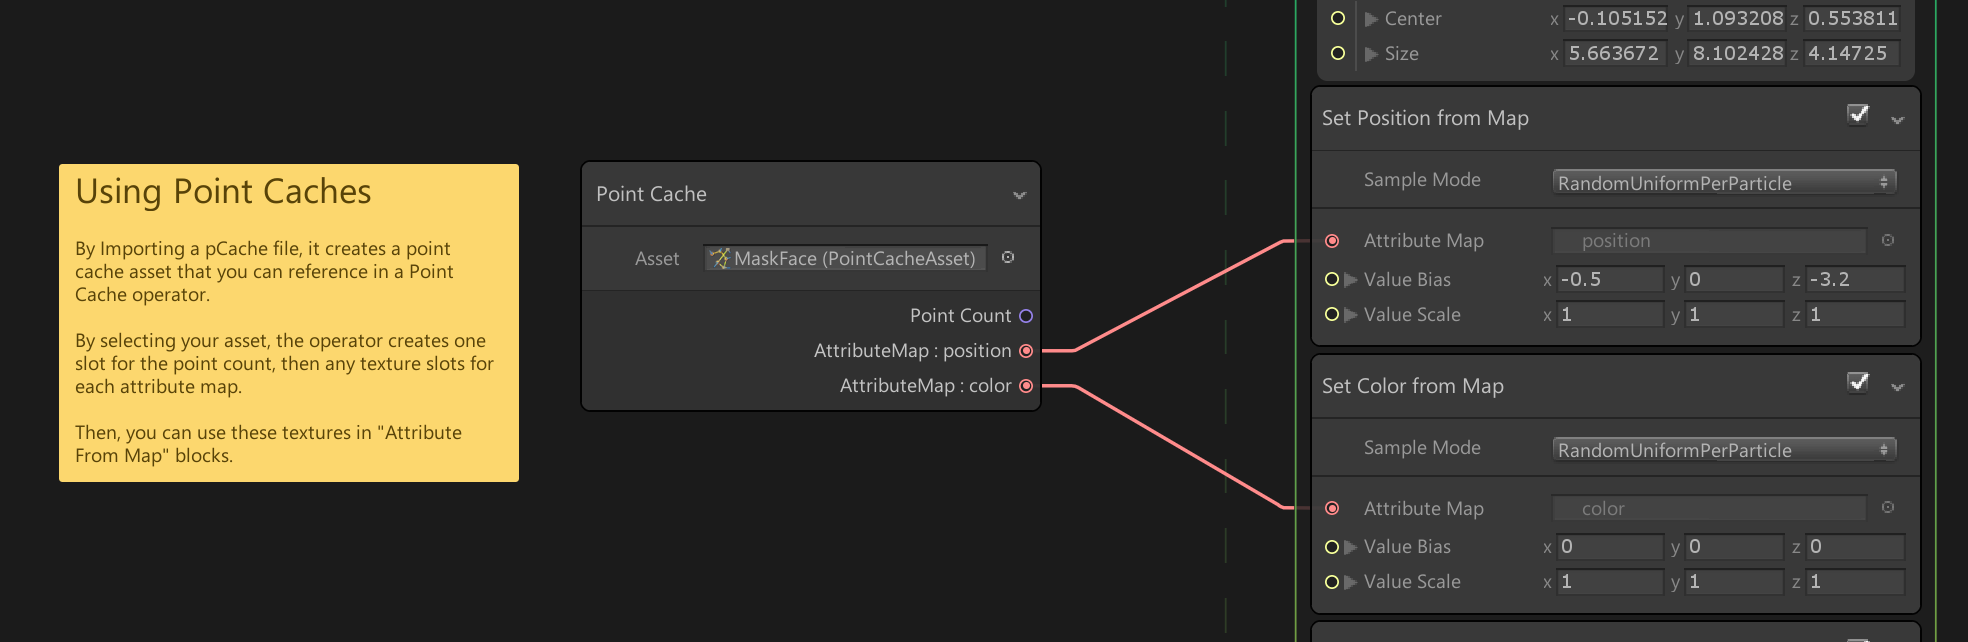 Center x -0.105152 y 1.093208 z 0.553811
Size x 5.663672 y 8.102428 z 4.14725
Using Point Caches
By Importing a pCache file, it creates a point
cache asset that you can reference in a Point
Cache operator.
By selecting your asset, the operator creates one
slot for the point count, then any texture slots for
each attribute map.
Then, you can use these textures in "Attribute
From Map" blocks.
Point Cache
Asset MaskFace (PointCacheAsset)
Point Count
AttributeMap : position
AttributeMap : color
Set Position from Map
Sample Mode RandomUniformPerParticle
Attribute Map position
Value Bias x -0.5 y 0 z -3.2
Value Scale x 1 y 1 z 1
Set Color from Map
Sample Mode RandomUniformPerParticle
Attribute Map color
Value Bias x 0 y 0 z 0
Value Scale x 1 y 1 z 1